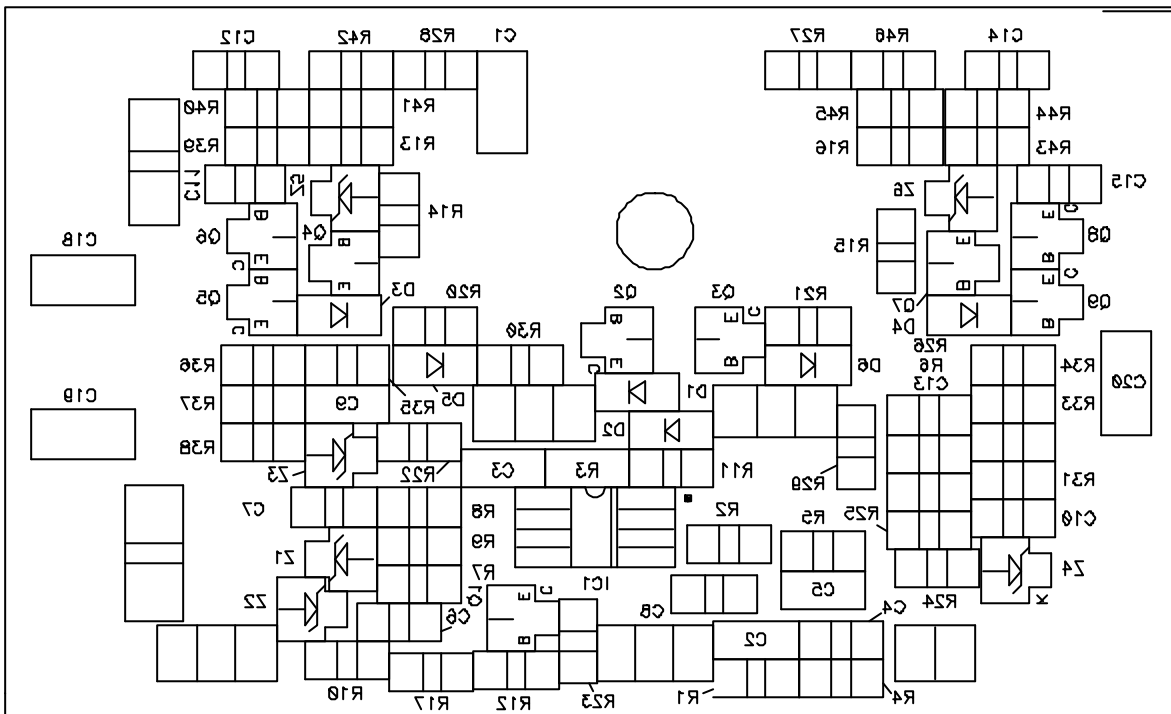 C12
R42
R28
C1
R27
R46
C14
R40
R41
R45
R44
R39
R13
R16
R43
C11
Z5
R14
Z6
C15
Q6
B
C
E
Q4
B
E
R15
E
B
Q7
E
C
B
Q8
C18
Q5
B
C
E
D3
D4
E
C
B
Q9
R20
R30
Q2
B
E
C
Q3
E
C
B
R21
R26
R6
R36
R35
D5
D1
D6
C13
R34
C20
C19
R37
C9
D2
R33
R38
Z3
R22
C3
R3
R11
R29
R31
C7
R8
R2
R5
R25
C10
Z1
R9
R7
IC1
C5
R24
Z4
K
Z2
C6
Q1
E
C
B
C8
C2
C4
R10
R17
R12
R23
R1
R4